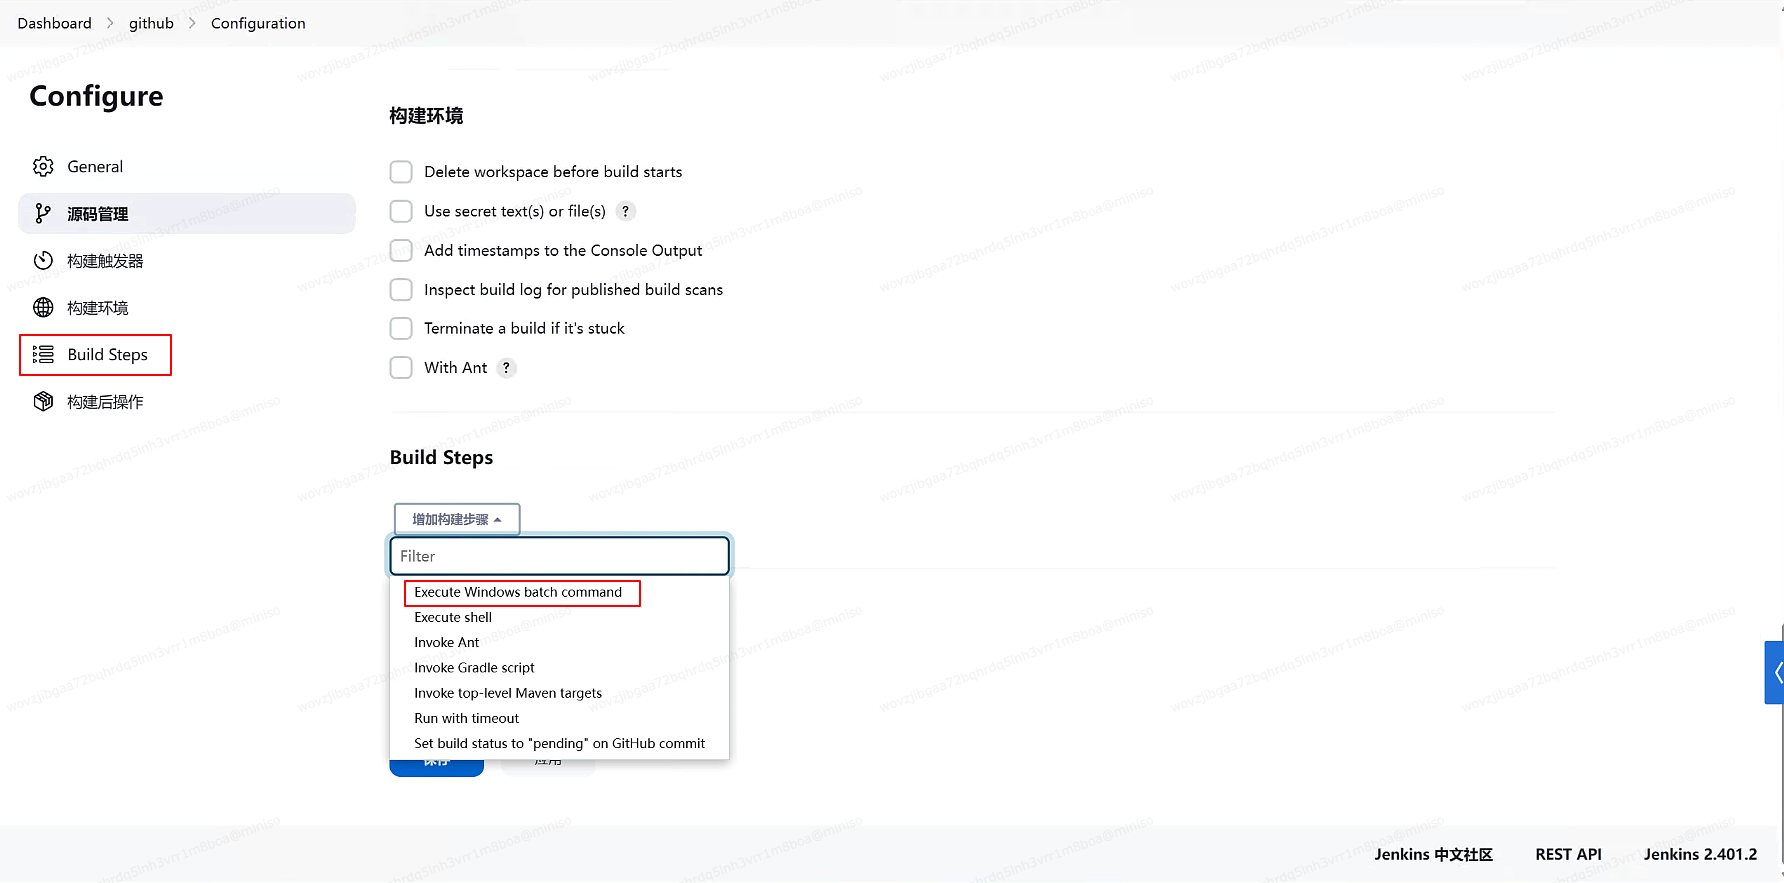 Dashboard > github > Configuration
Configure
General
源码管理
构建触发器
构建环境
Build Steps
构建后操作
构建环境
Delete workspace before build starts
Use secret text(s) or file(s) ?
Add timestamps to the Console Output
Inspect build log for published build scans
Terminate a build if it's stuck
With Ant ?
Build Steps
增加构建步骤
Filter
Execute Windows batch command
Execute shell
Invoke Ant
Invoke Gradle script
Invoke top-level Maven targets
Run with timeout
Set build status to "pending" on GitHub commit
保存
应用
Jenkins 中文社区
REST API
Jenkins 2.401.2